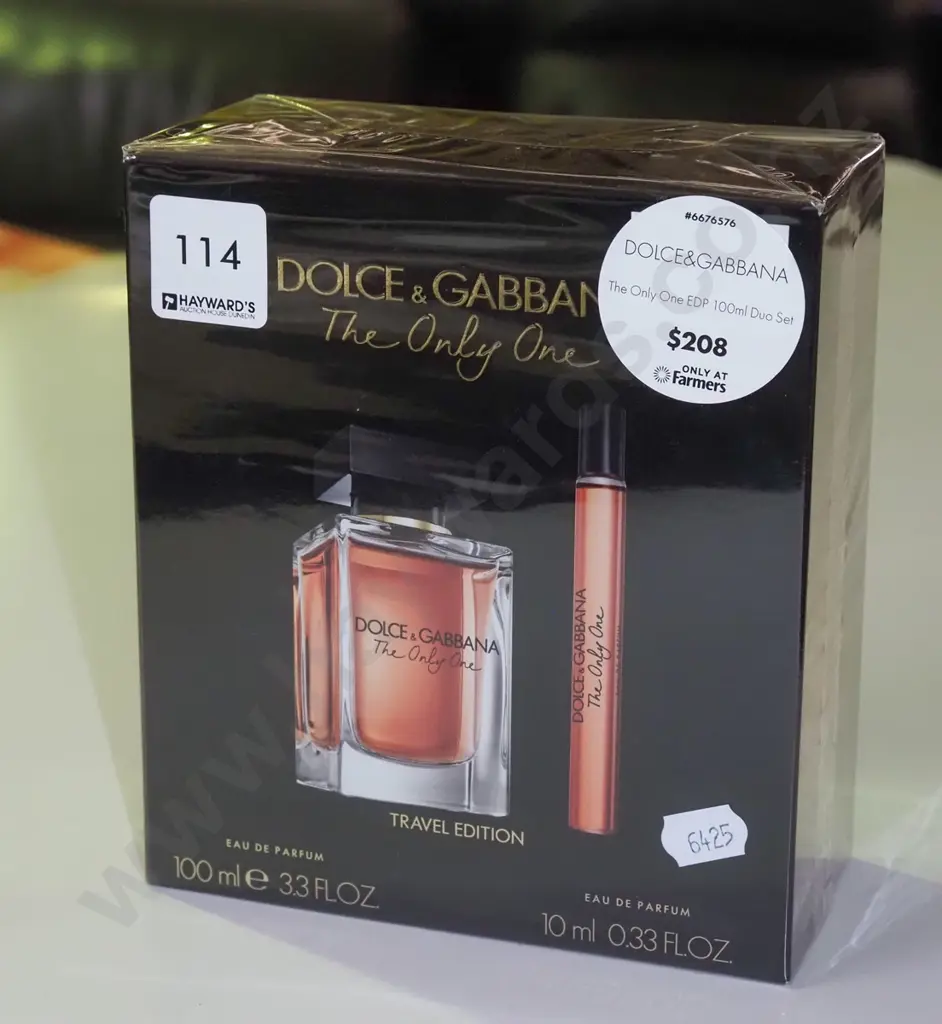 114
HAYWARD'S
AUCTION HOUSE DUNEDIN
DOLCE & GABBAN
The Only One
#6676576
DOLCE&GABBANA
The Only One EDP 100ml Duo Set
$208
ONLY AT
Farmers
DOLCE & GABBANA
The Only One
DOLCE & GABBANA
The Only One
TRAVEL EDITION
6425
EAU DE PARFUM
100 ml e 3.3 FL.OZ.
EAU DE PARFUM
10 ml 0.33 FL.OZ.